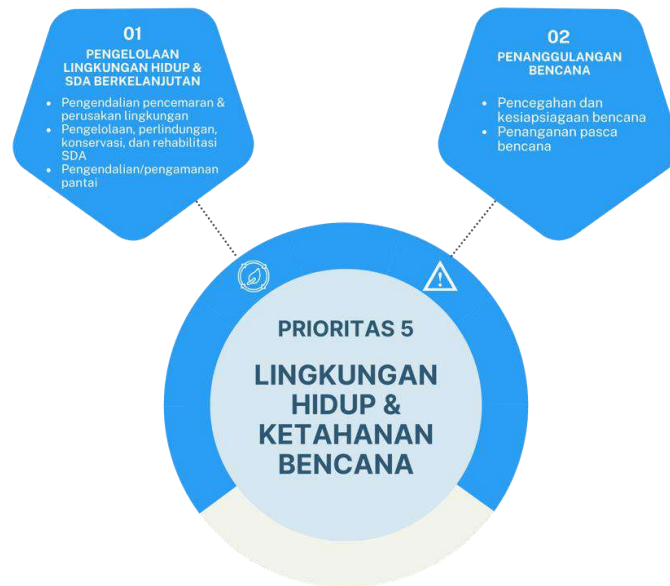 01
PENGELOLAAN
LINGKUNGAN HIDUP &
SDA BERKELANJUTAN
• Pengendalian pencemaran &
perusakan lingkungan
• Pengelolaan, perlindungan,
konservasi, dan rehabilitasi
SDA
• Pengendalian/pengamanan
pantai
02
PENANGGULANGAN
BENCANA
• Pencegahan dan
kesiapsiagaan bencana
• Penanganan pasca
bencana
PRIORITAS 5
LINGKUNGAN
HIDUP &
KETAHANAN
BENCANA